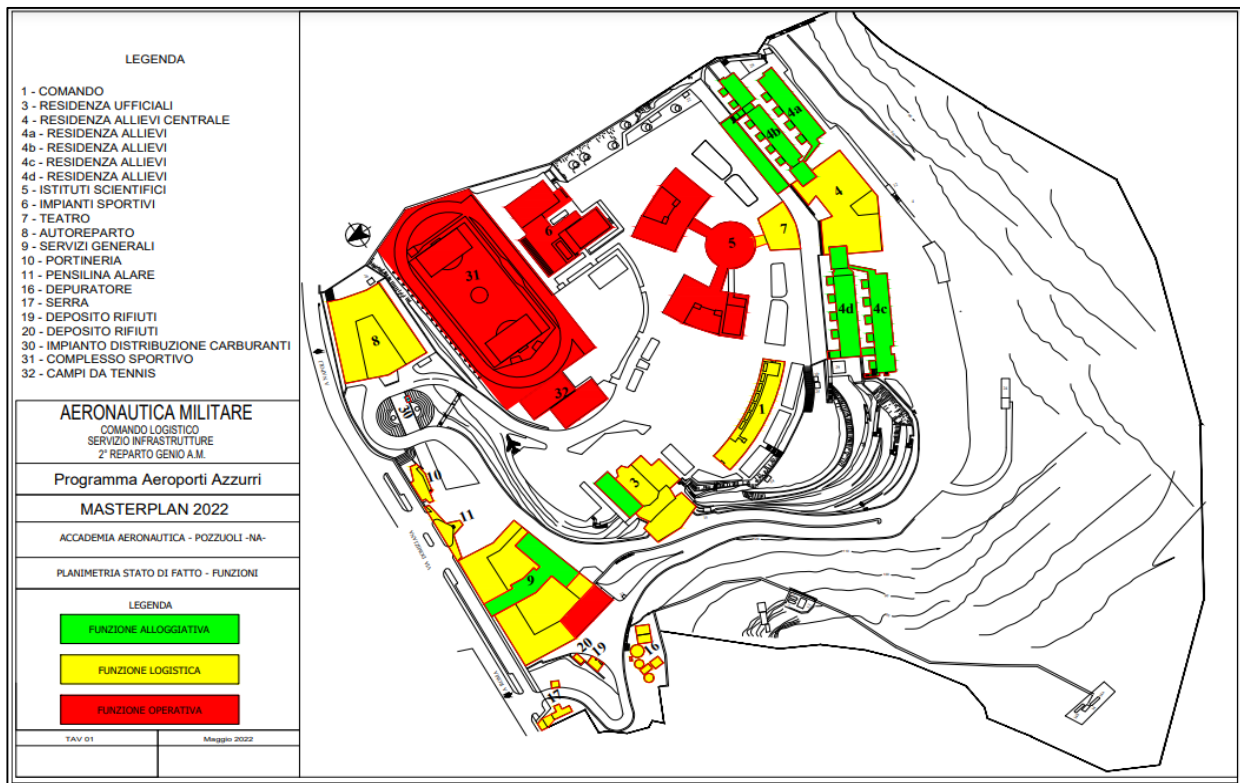 LEGENDA
1 - COMANDO
3 - RESIDENZA UFFICIALI
4 - RESIDENZA ALLIEVI CENTRALE
4a - RESIDENZA ALLIEVI
4b - RESIDENZA ALLIEVI
4c - RESIDENZA ALLIEVI
4d - RESIDENZA ALLIEVI
5 - ISTITUTI SCIENTIFICI
6 - IMPIANTI SPORTIVI
7 - TEATRO
8 - AUTOREPARTO
9 - SERVIZI GENERALI
10 - PORTINERIA
11 - PENSILINA ALARE
16 - DEPURATORE
17 - SERRA
19 - DEPOSITO RIFIUTI
20 - DEPOSITO RIFIUTI
30 - IMPIANTO DISTRIBUZIONE CARBURANTI
31 - COMPLESSO SPORTIVO
32 - CAMPI DA TENNIS
AERONAUTICA MILITARE
COMANDO LOGISTICO
SERVIZIO INFRASTRUTTURE
2° REPARTO GENIO A.M.
Programma Aeroporti Azzurri
MASTERPLAN 2022
ACCADEMIA AERONAUTICA - POZZUOLI -NA-
PLANIMETRIA STATO DI FATTO - FUNZIONI
LEGENDA
FUNZIONE ALLOGGIATIVA
FUNZIONE LOGISTICA
FUNZIONE OPERATIVA
TAV 01
Maggio 2022
4a
4b
4
7
5
6
31
8
A NAPOLI
4d
4c
32
30
1
3
10
11
VIA DOMITIANA
9
20
19
16
A ROMA
17